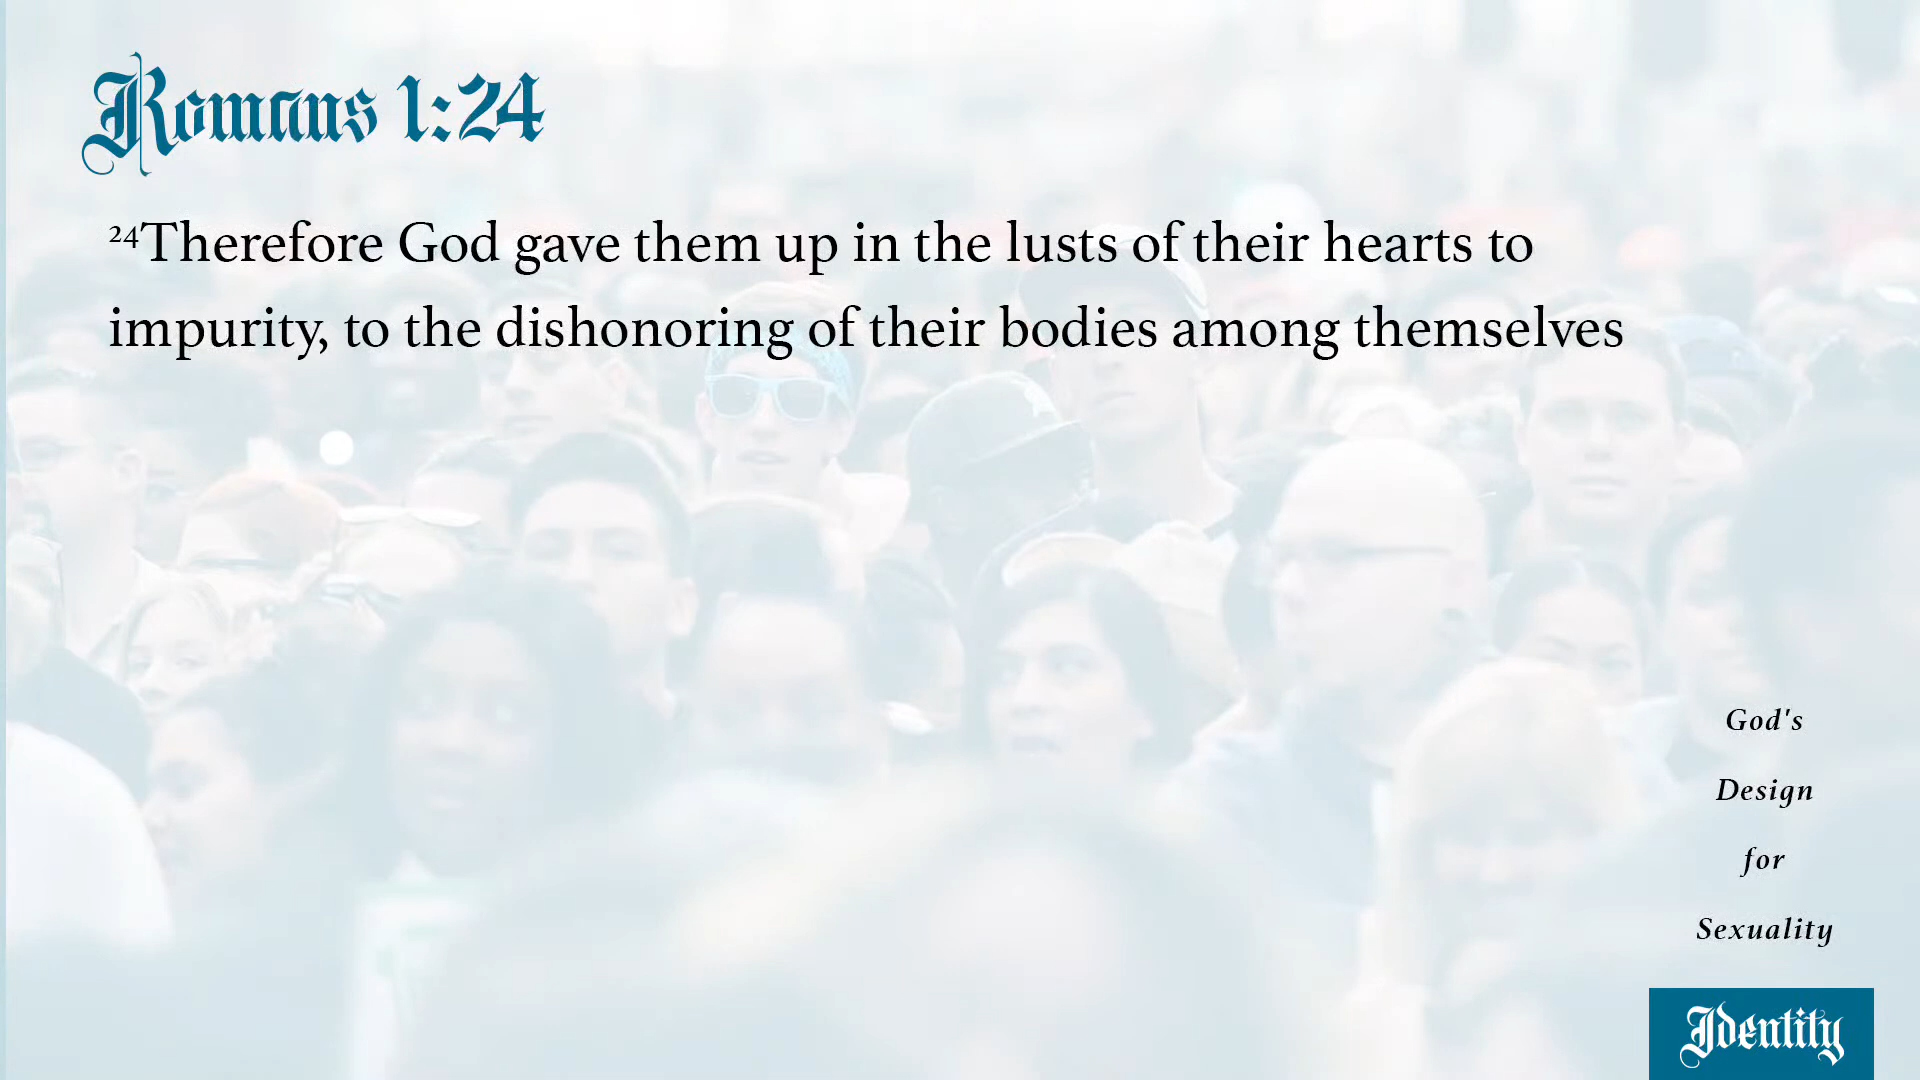 Romans 1:24
²⁴Therefore God gave them up in the lusts of their hearts to
impurity, to the dishonoring of their bodies among themselves
God's
Design
for
Sexuality
Identity